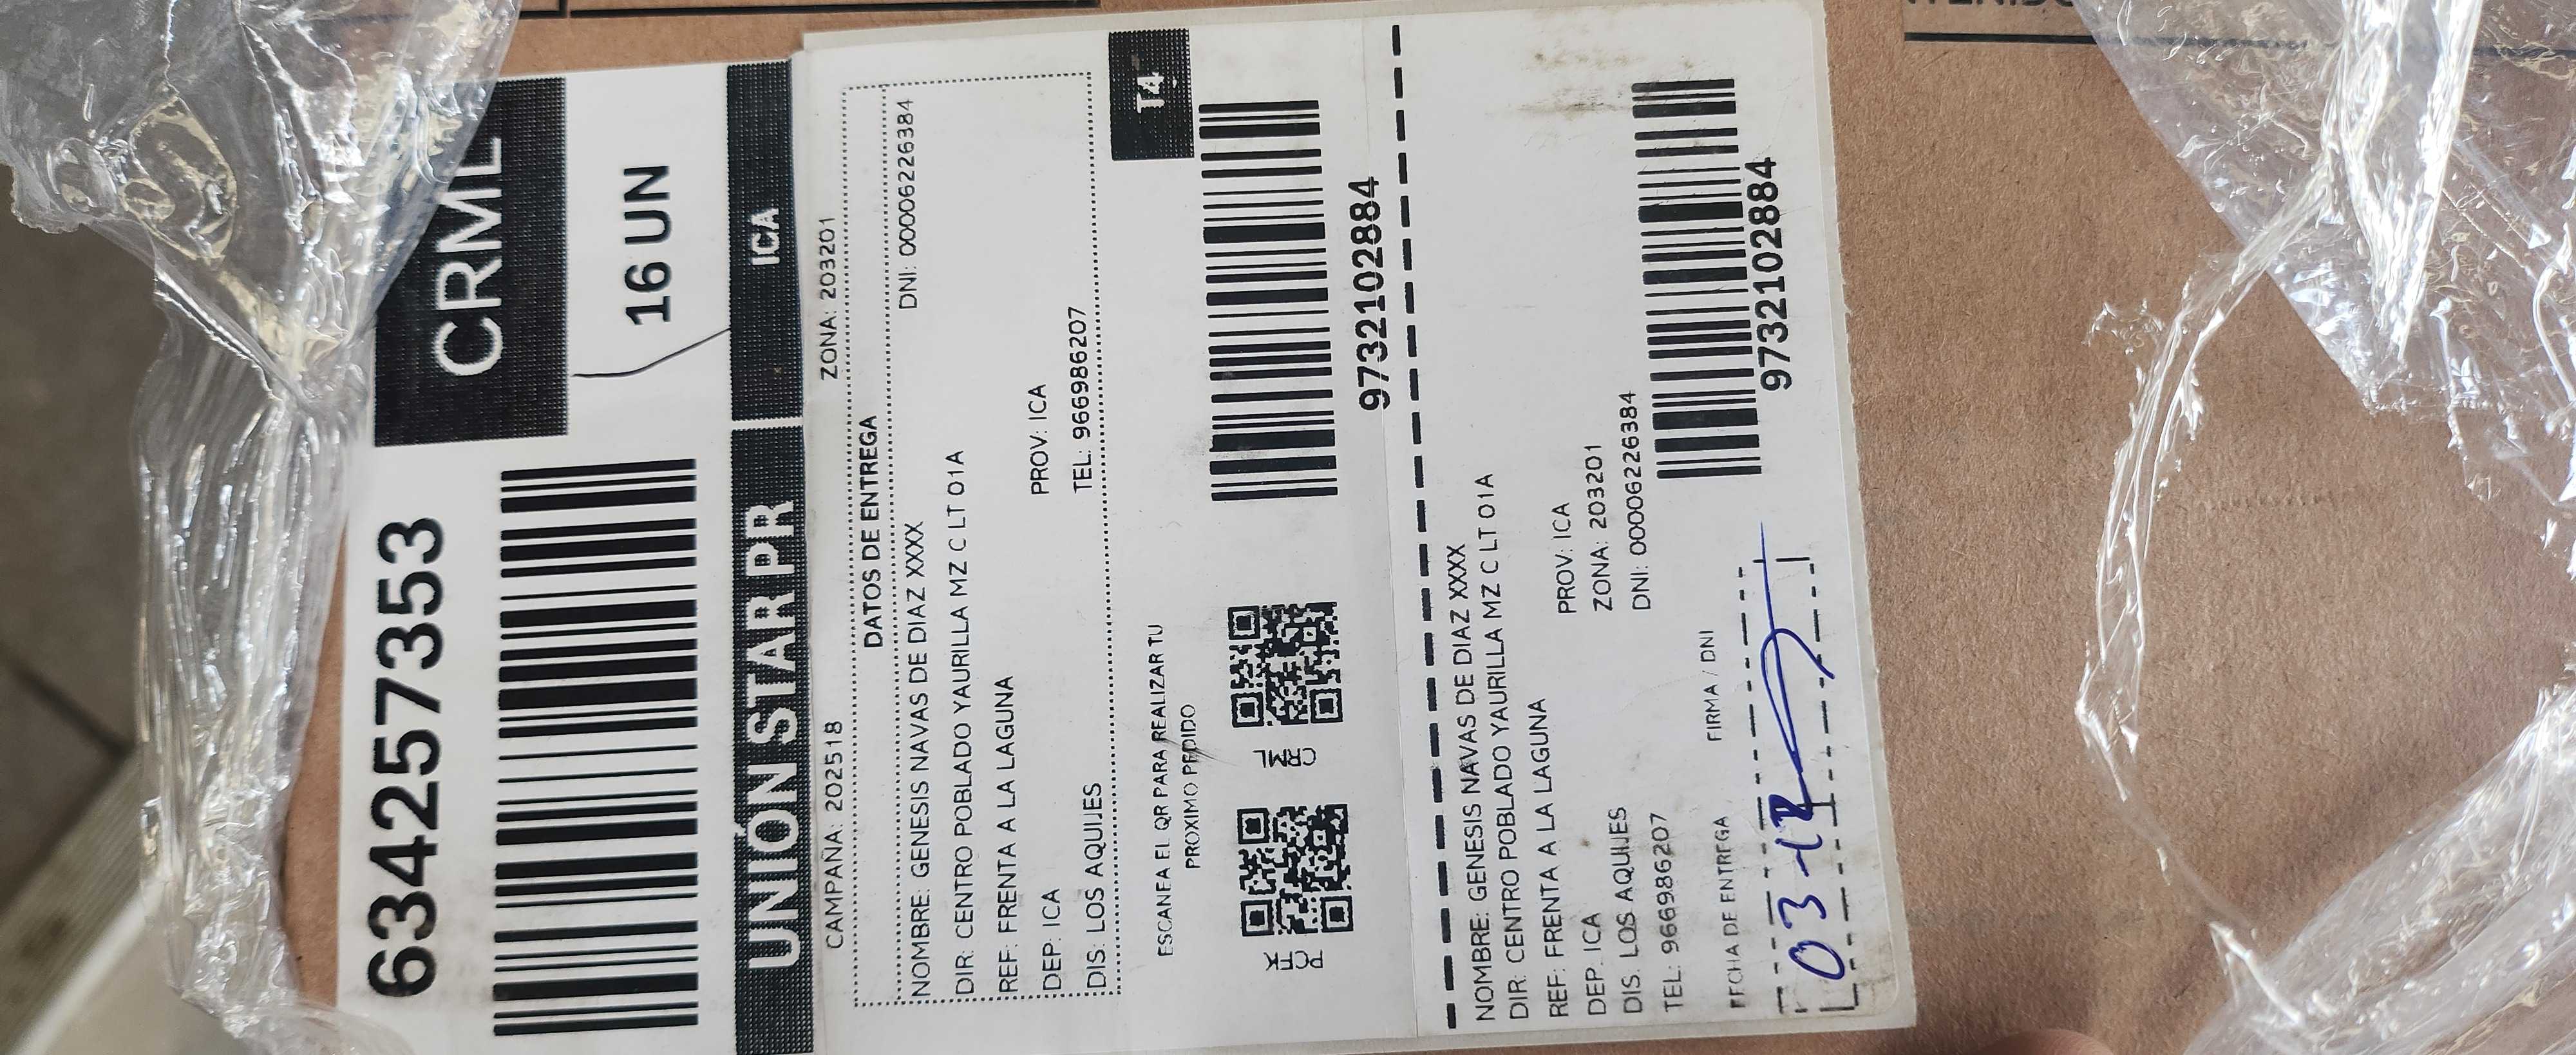 634257353
CRML
16 UN
UNIÓN STAR PR
ICA
CAMPAÑA: 202518
ZONA: 203201
DATOS DE ENTREGA
DNI: 000062​26384
NOMBRE: GENESIS NAVAS DE DIAZ XXXX
DIR: CENTRO POBLADO YAURILLA MZ C LT 01A
REF: FRENTA A LA LAGUNA
DEP: ICA
PROV: ICA
DIS: LOS AQUIJES
TEL: 966986207
T4
ESCANEA EL QR PARA REALIZAR TU
PROXIMO PEDIDO
9732102884
NOMBRE: GENESIS NAVAS DE DIAZ XXXX
DIR: CENTRO POBLADO YAURILLA MZ C LT 01A
REF: FRENTA A LA LAGUNA
DEP: ICA
PROV: ICA
DIS. LOS AQUIJES
ZONA: 203201
TEL: 966986207
DNI: 00006226384
FECHA DE ENTREGA
FIRMA / DNI
03-12
9732102884